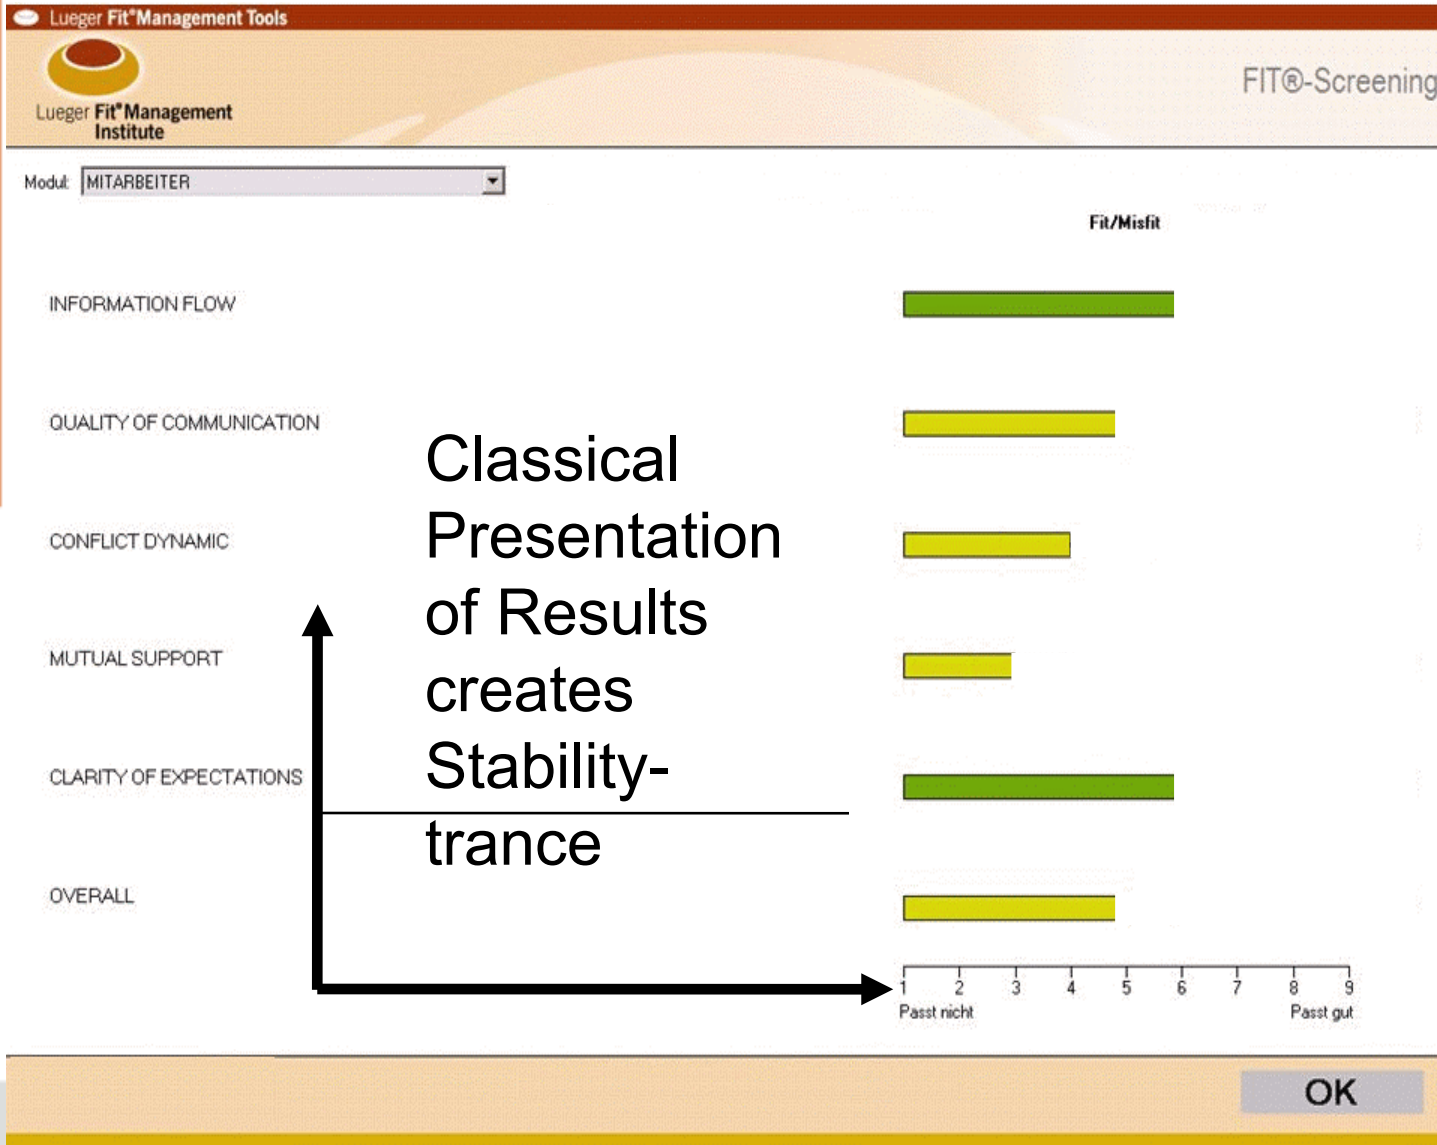 Lueger Fit®Management Tools
Lueger Fit®Management
Institute
FIT®-Screening
Modul: MITARBEITER
Fit/Misfit
INFORMATION FLOW
QUALITY OF COMMUNICATION
Classical
Presentation
of Results
creates
Stability-
trance
CONFLICT DYNAMIC
MUTUAL SUPPORT
CLARITY OF EXPECTATIONS
OVERALL
1 2 3 4 5 6 7 8 9
Passt nicht Passt gut
OK